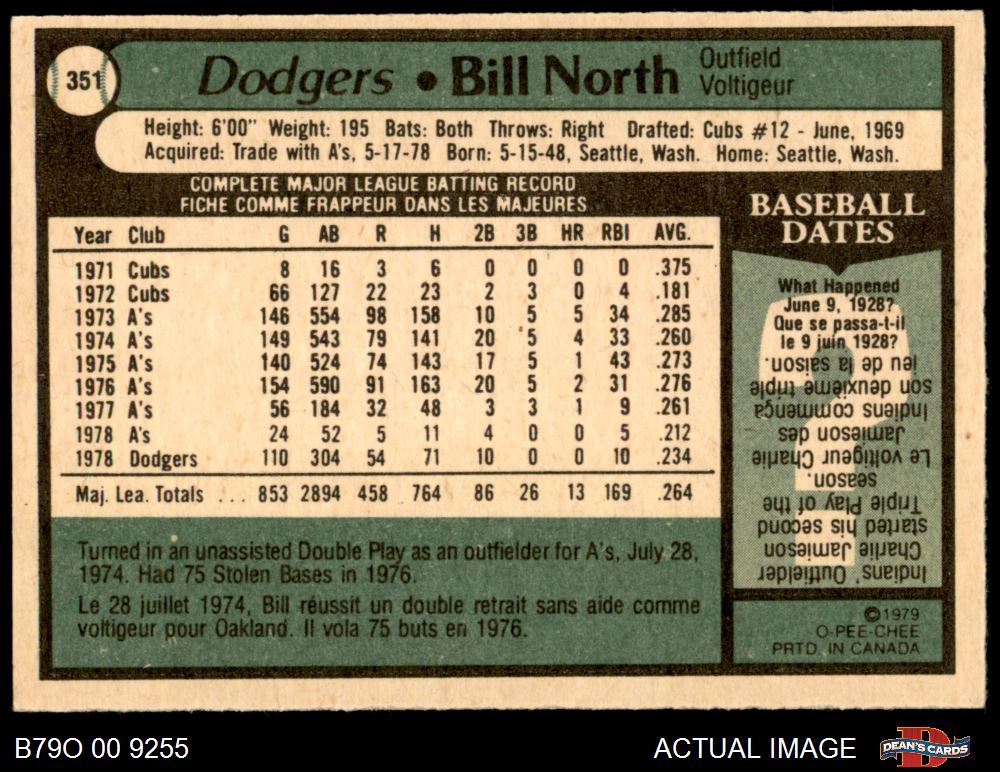 351
Dodgers • Bill North
Outfield
Voltigeur
Height: 6'00" Weight: 195 Bats: Both Throws: Right Drafted: Cubs #12 - June, 1969
Acquired: Trade with A's, 5-17-78 Born: 5-15-48, Seattle, Wash. Home: Seattle, Wash.
COMPLETE MAJOR LEAGUE BATTING RECORD
FICHE COMME FRAPPEUR DANS LES MAJEURES
Year Club G AB R H 2B 3B HR RBI AVG.
1971 Cubs 8 16 3 6 0 0 0 0 .375
1972 Cubs 66 127 22 23 2 3 0 4 .181
1973 A's 146 554 98 158 10 5 5 34 .285
1974 A's 149 543 79 141 20 5 4 33 .260
1975 A's 140 524 74 143 17 5 1 43 .273
1976 A's 154 590 91 163 20 5 2 31 .276
1977 A's 56 184 32 48 3 3 1 9 .261
1978 A's 24 52 5 11 4 0 0 5 .212
1978 Dodgers 110 304 54 71 10 0 0 10 .234
Maj. Lea. Totals ... 853 2894 458 764 86 26 13 169 .264
Turned in an unassisted Double Play as an outfielder for A's, July 28,
1974. Had 75 Stolen Bases in 1976.
Le 28 juillet 1974, Bill réussit un double retrait sans aide comme
voltigeur pour Oakland. Il vola 75 buts en 1976.
BASEBALL
DATES
What Happened
June 9, 1928?
Que se passa-t-il
le 9 juin 1928?
Indians' Outfielder
Charlie Jamieson
started his second
Triple Play of the
season.
Le voltigeur Charlie
Jamieson des
Indiens commença
son deuxième triple
jeu de la saison.
©1979
O-PEE-CHEE
PRTD. IN CANADA
B79O 00 9255
ACTUAL IMAGE
DEAN'S CARDS